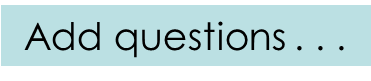 Add questions . . .